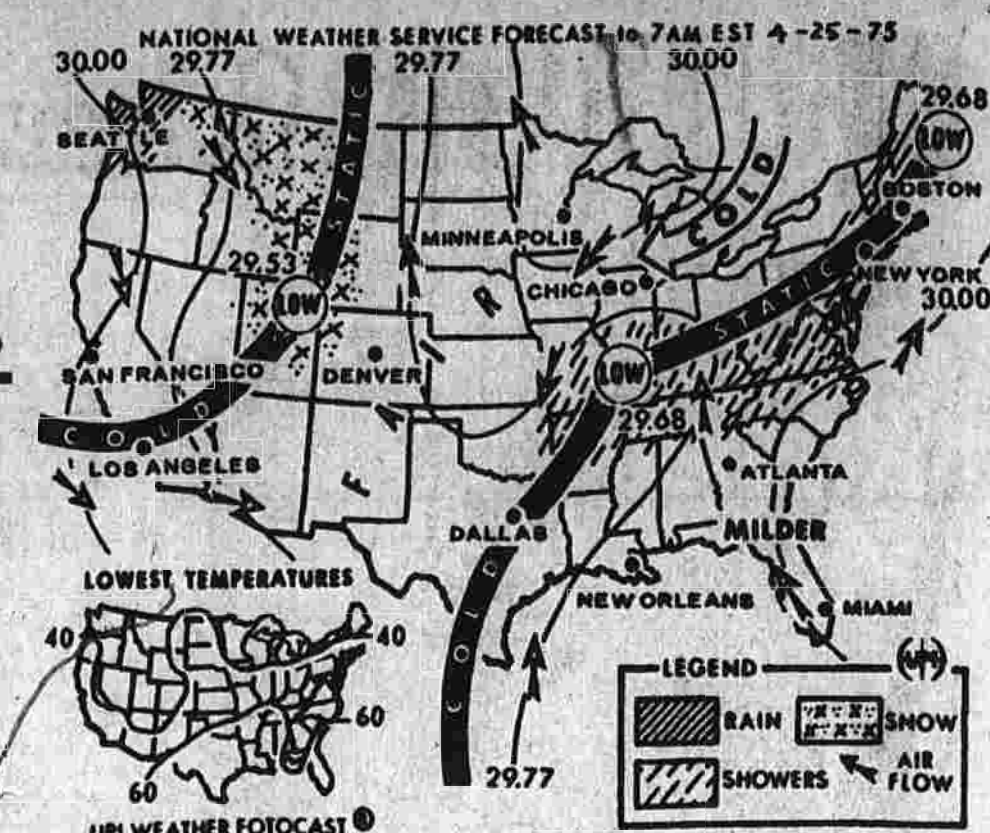 NATIONAL WEATHER SERVICE FORECAST to 7AM EST 4-25-75
30.00 29.77 29.77 30.00
29.68
LOW
SEATTLE
STATIC
COLD
BOSTON
MINNEAPOLIS
STATIC
NEW YORK
29.53
LOW
CHICAGO
30.00
R
LOW
SAN FRANCISCO
DENVER
29.68
COLD
LOS ANGELES
ATLANTA
F
DALLAS
MILDER
COLD
LOWEST TEMPERATURES
NEW ORLEANS
MIAMI
40 40
LEGEND
UPI
60
RAIN
SNOW
SHOWERS
AIR
FLOW
60
29.77
UPI WEATHER FOTOCAST ®